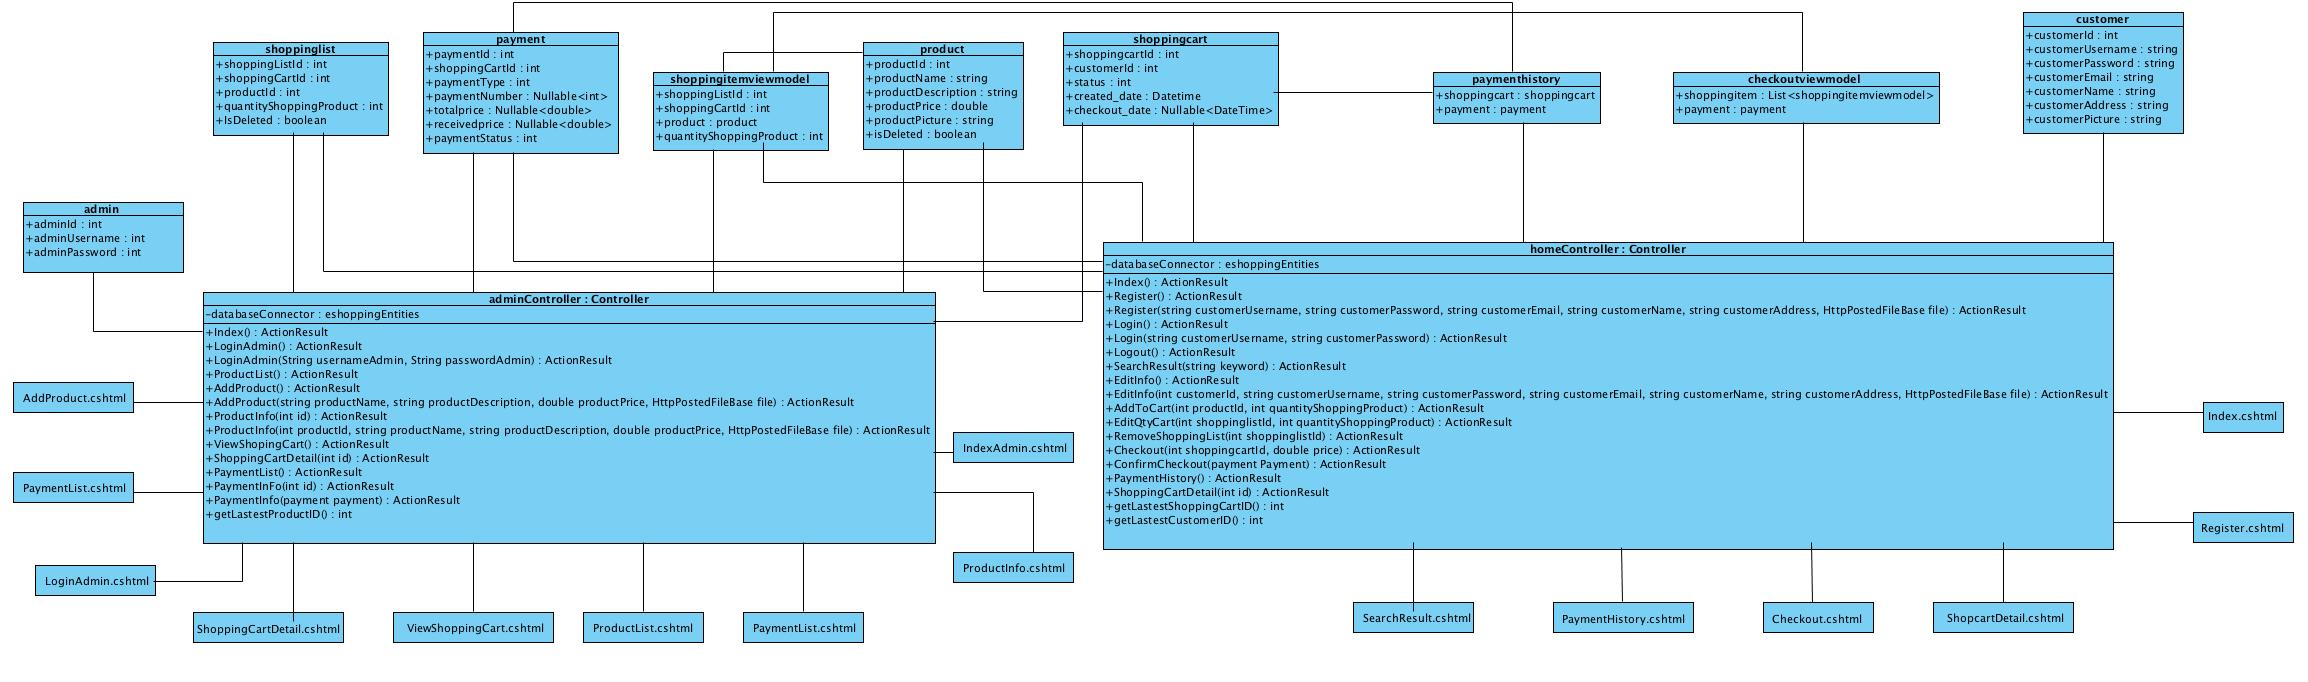 shoppinglist
+shoppingListId : int
+shoppingCartId : int
+productId : int
+quantityShoppingProduct : int
+IsDeleted : boolean
payment
+paymentId : int
+shoppingCartId : int
+paymentType : int
+paymentNumber : Nullable<int>
+totalprice : Nullable<double>
+receivedprice : Nullable<double>
+paymentStatus : int
shoppingitemviewmodel
+shoppingListId : int
+shoppingCartId : int
+product : product
+quantityShoppingProduct : int
product
+productId : int
+productName : string
+productDescription : string
+productPrice : double
+productPicture : string
+isDeleted : boolean
shoppingcart
+shoppingcartId : int
+customerId : int
+status : int
+created_date : Datetime
+checkout_date : Nullable<DateTime>
paymenthistory
+shoppingcart : shoppingcart
+payment : payment
checkoutviewmodel
+shoppingitem : List<shoppingitemviewmodel>
+payment : payment
customer
+customerId : int
+customerUsername : string
+customerPassword : string
+customerEmail : string
+customerName : string
+customerAddress : string
+customerPicture : string
admin
+adminId : int
+adminUsername : int
+adminPassword : int
adminController : Controller
-databaseConnector : eshoppingEntities
+Index() : ActionResult
+LoginAdmin() : ActionResult
+LoginAdmin(String usernameAdmin, String passwordAdmin) : ActionResult
+ProductList() : ActionResult
+AddProduct() : ActionResult
+AddProduct(string productName, string productDescription, double productPrice, HttpPostedFileBase file) : ActionResult
+ProductInfo(int id) : ActionResult
+ProductInfo(int productId, string productName, string productDescription, double productPrice, HttpPostedFileBase file) : ActionResult
+ViewShopingCart() : ActionResult
+ShoppingCartDetail(int id) : ActionResult
+PaymentList() : ActionResult
+PaymentInFo(int id) : ActionResult
+PaymentInfo(payment payment) : ActionResult
+getLastestProductID() : int
homeController : Controller
-databaseConnector : eshoppingEntities
+Index() : ActionResult
+Register() : ActionResult
+Register(string customerUsername, string customerPassword, string customerEmail, string customerName, string customerAddress, HttpPostedFileBase file) : ActionResult
+Login() : ActionResult
+Login(string customerUsername, string customerPassword) : ActionResult
+Logout() : ActionResult
+SearchResult(string keyword) : ActionResult
+EditInfo() : ActionResult
+EditInfo(int customerId, string customerUsername, string customerPassword, string customerEmail, string customerName, string customerAddress, HttpPostedFileBase file) : ActionResult
+AddToCart(int productId, int quantityShoppingProduct) : ActionResult
+EditQtyCart(int shoppinglistId, int quantityShoppingProduct) : ActionResult
+RemoveShoppingList(int shoppinglistId) : ActionResult
+Checkout(int shoppingcartId, double price) : ActionResult
+ConfirmCheckout(payment Payment) : ActionResult
+PaymentHistory() : ActionResult
+ShoppingCartDetail(int id) : ActionResult
+getLastestShoppingCartID() : int
+getLastestCustomerID() : int
AddProduct.cshtml
PaymentList.cshtml
LoginAdmin.cshtml
ShoppingCartDetail.cshtml
ViewShoppingCart.cshtml
ProductList.cshtml
PaymentList.cshtml
IndexAdmin.cshtml
ProductInfo.cshtml
SearchResult.cshtml
PaymentHistory.cshtml
Checkout.cshtml
ShopcartDetail.cshtml
Index.cshtml
Register.cshtml